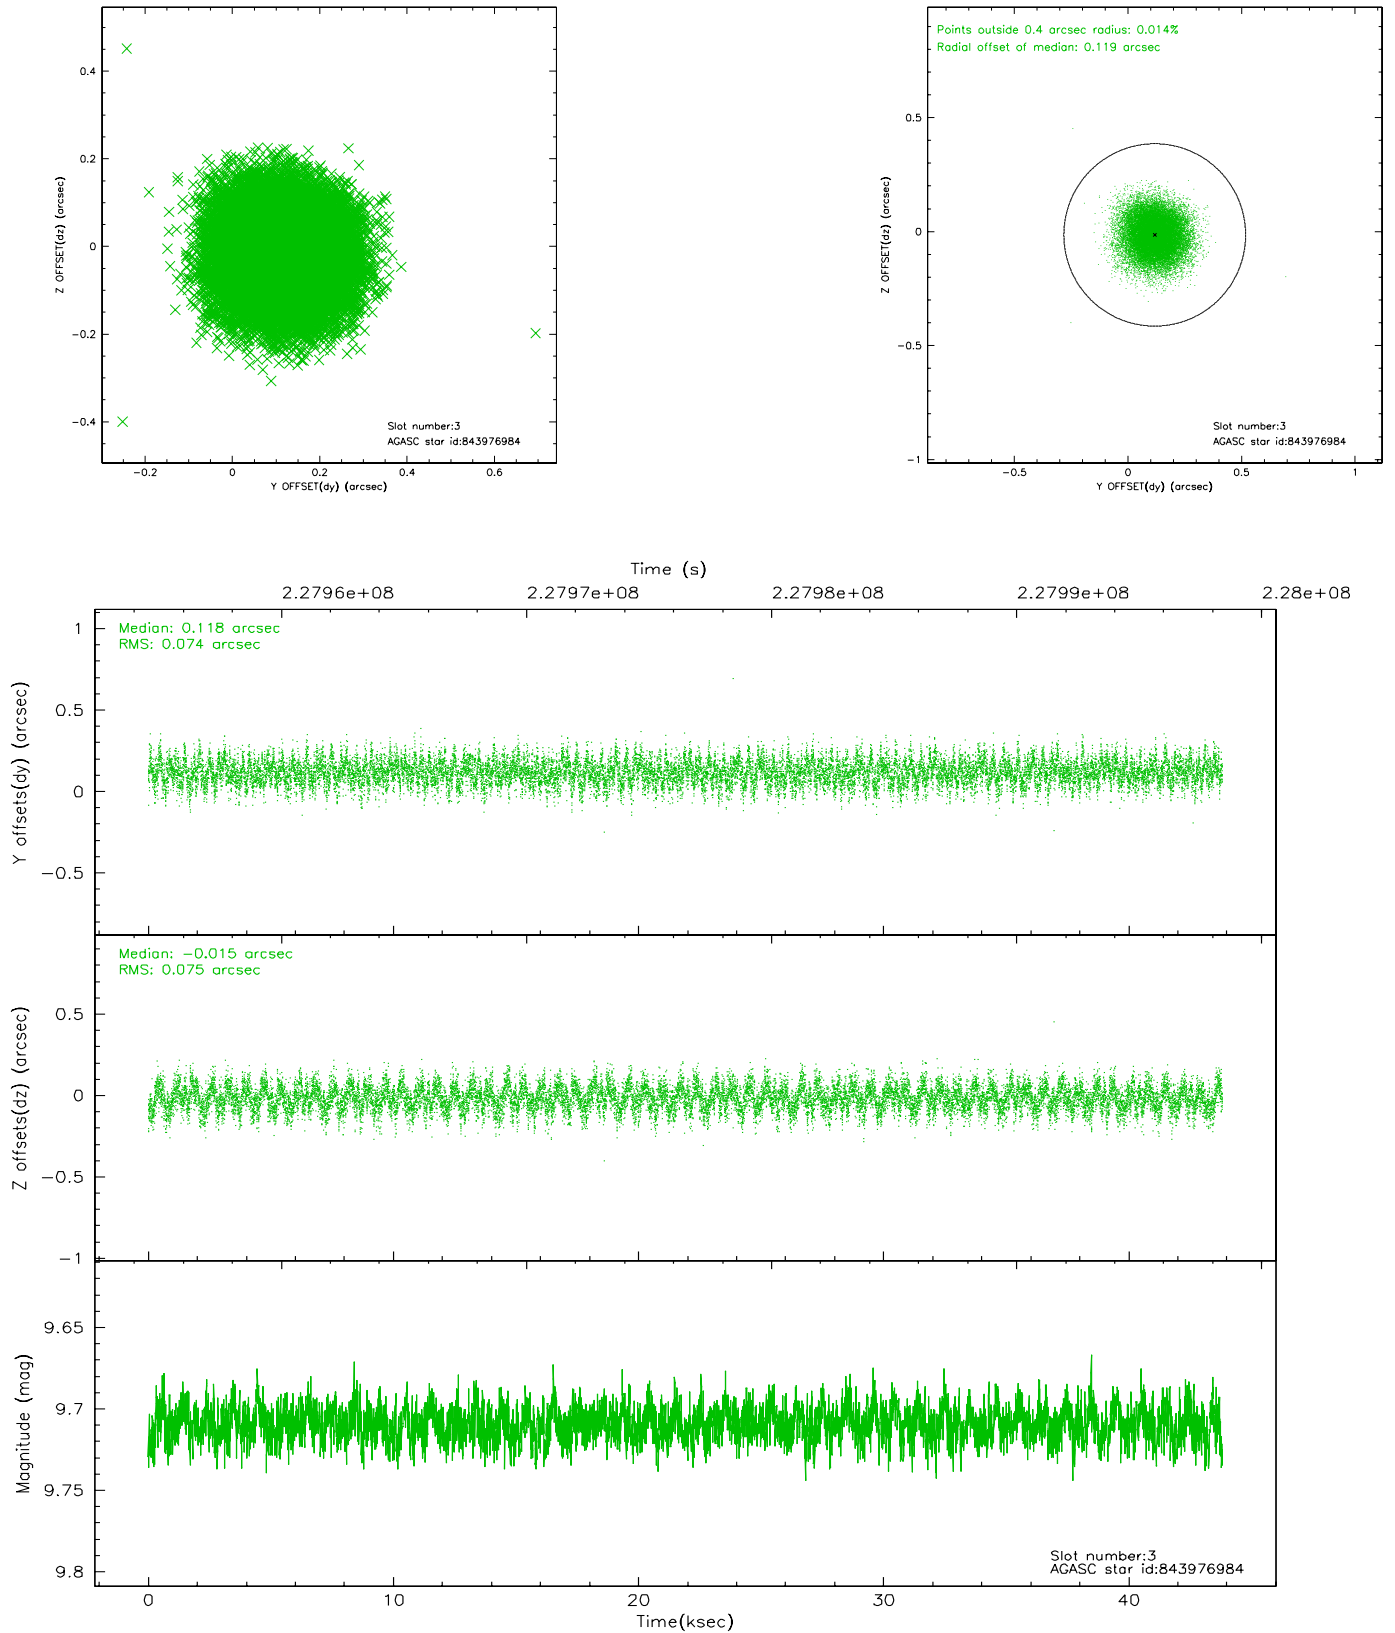 0.4
0.2
0
−0.2
−0.4
Z OFFSET(dz) (arcsec)
−0.2 0 0.2 0.4 0.6
Y OFFSET(dy) (arcsec)
Slot number:3
AGASC star id:843976984
Points outside 0.4 arcsec radius: 0.014%
Radial offset of median: 0.119 arcsec
0.5
0
−0.5
−1
Z OFFSET(dz) (arcsec)
−0.5 0 0.5 1
Y OFFSET(dy) (arcsec)
Slot number:3
AGASC star id:843976984
Time (s)
2.2796e+08 2.2797e+08 2.2798e+08 2.2799e+08 2.28e+08
Median: 0.118 arcsec
RMS: 0.074 arcsec
1
0.5
0
−0.5
Y offsets(dy) (arcsec)
Median: −0.015 arcsec
RMS: 0.075 arcsec
0.5
0
−0.5
−1
Z offsets(dz) (arcsec)
9.65
9.7
9.75
9.8
Magnitude (mag)
Slot number:3
AGASC star id:843976984
0 10 20 30 40
Time(ksec)